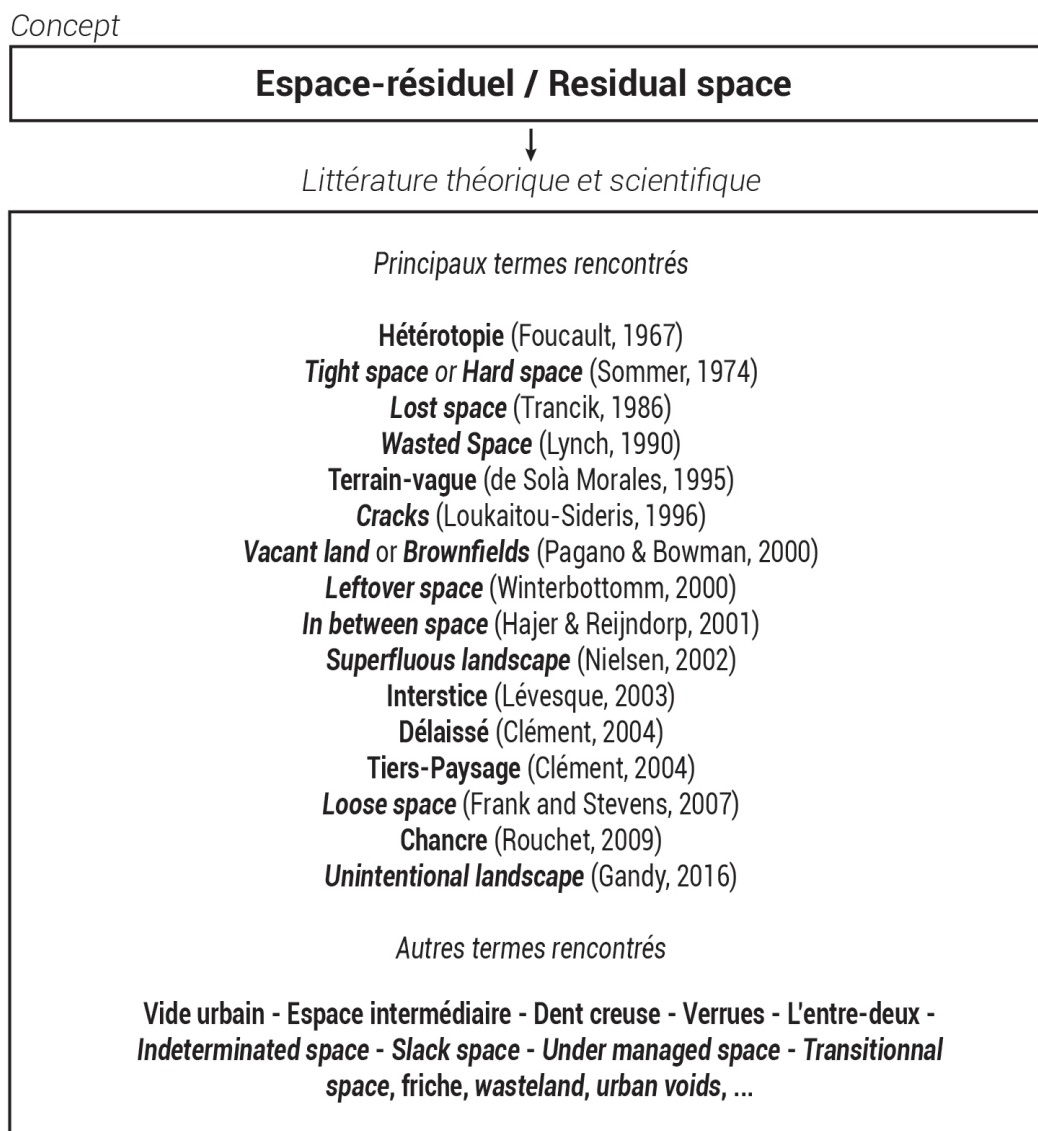 Concept
Espace-résiduel / Residual space
Littérature théorique et scientifique
Principaux termes rencontrés
Hétérotopie (Foucault, 1967)
Tight space or Hard space (Sommer, 1974)
Lost space (Trancik, 1986)
Wasted Space (Lynch, 1990)
Terrain-vague (de Solà Morales, 1995)
Cracks (Loukaitou-Sideris, 1996)
Vacant land or Brownfields (Pagano & Bowman, 2000)
Leftover space (Winterbottomm, 2000)
In between space (Hajer & Reijndorp, 2001)
Superfluous landscape (Nielsen, 2002)
Interstice (Lévesque, 2003)
Délaissé (Clément, 2004)
Tiers-Paysage (Clément, 2004)
Loose space (Frank and Stevens, 2007)
Chancre (Rouchet, 2009)
Unintentional landscape (Gandy, 2016)
Autres termes rencontrés
Vide urbain - Espace intermédiaire - Dent creuse - Verrues - L'entre-deux -
Indeterminated space - Slack space - Under managed space - Transitionnal
space, friche, wasteland, urban voids, ...